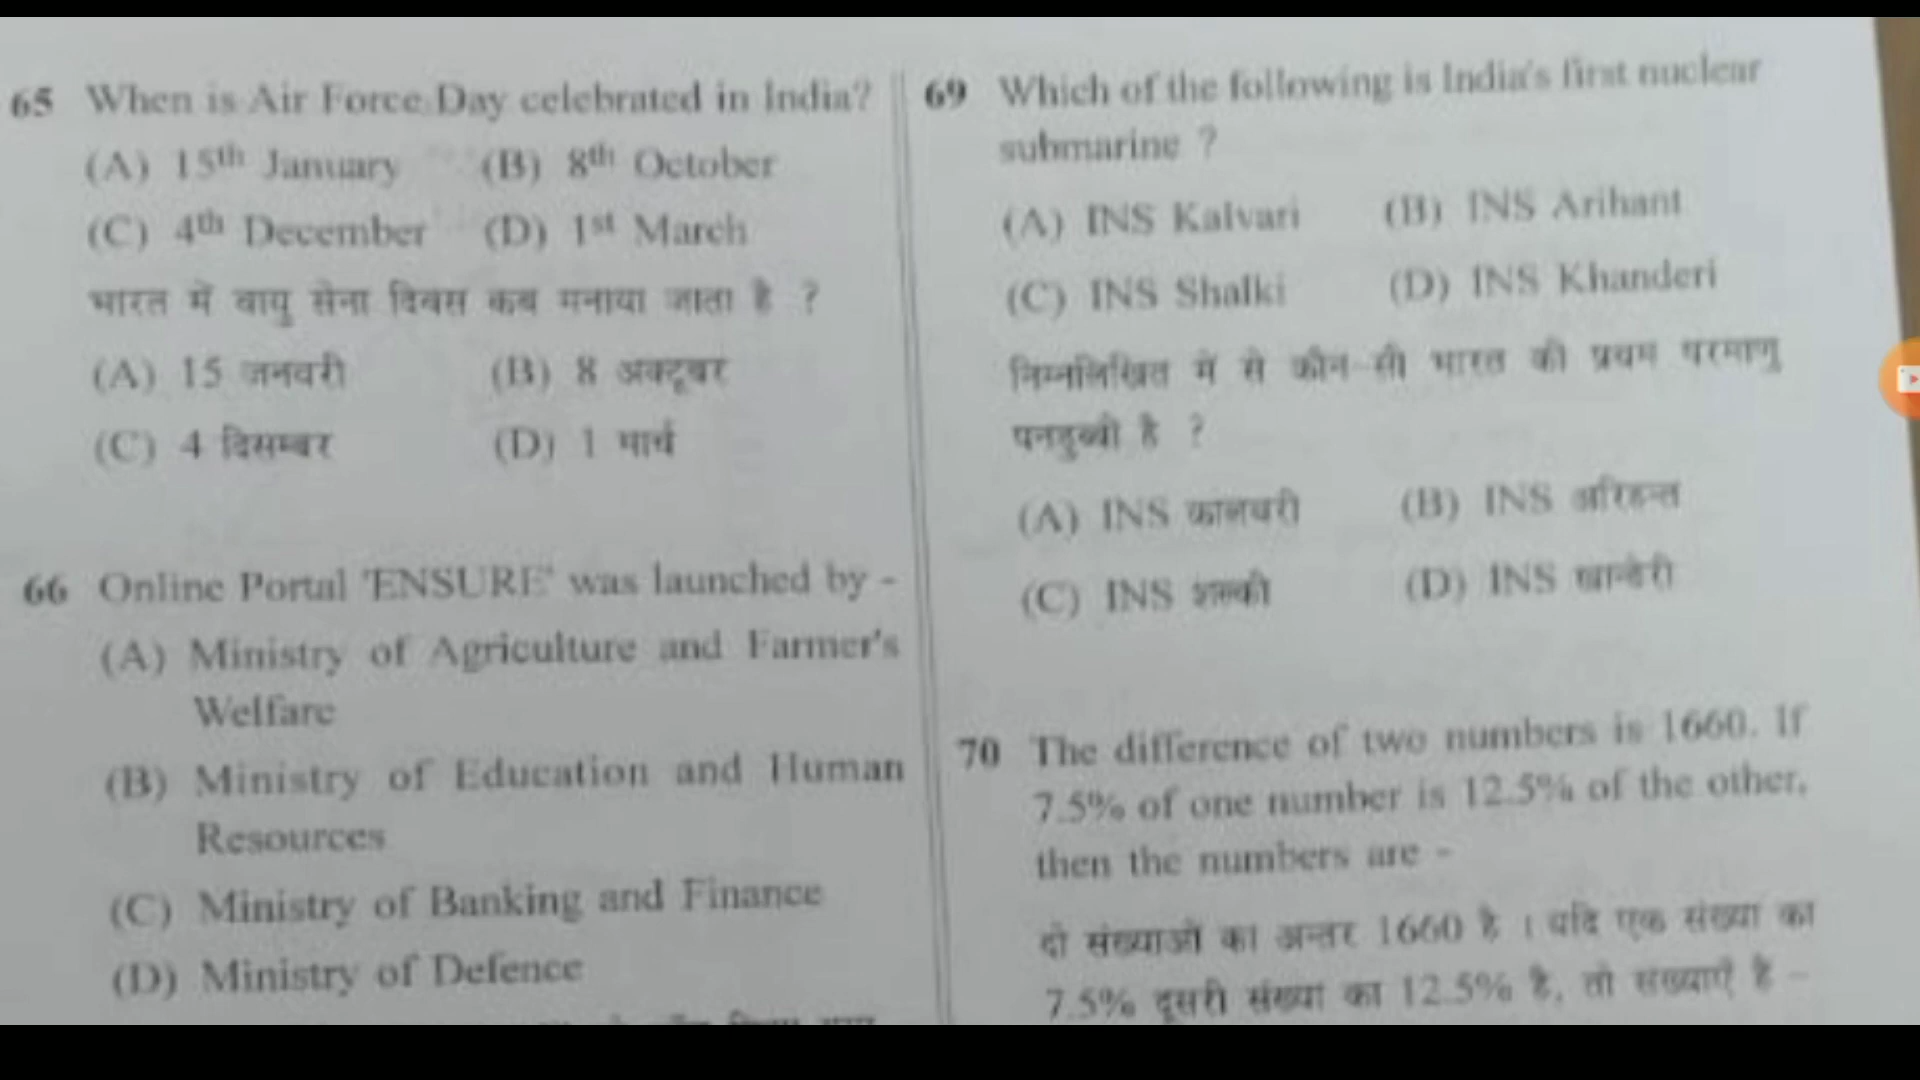 65 When is Air Force Day celebrated in India?
(A) 15th January (B) 8th October
(C) 4th December (D) 1st March
भारत में वायु सेना दिवस कब मनाया जाता है ?
(A) 15 जनवरी (B) 8 अक्टूबर
(C) 4 दिसम्बर (D) 1 मार्च
66 Online Portal 'ENSURE' was launched by -
(A) Ministry of Agriculture and Farmer's
Welfare
(B) Ministry of Education and Human
Resources
(C) Ministry of Banking and Finance
(D) Ministry of Defence
69 Which of the following is India's first nuclear
submarine ?
(A) INS Kalvari (B) INS Arihant
(C) INS Shalki (D) INS Khanderi
निम्नलिखित में से कौन-सी भारत की प्रथम परमाणु
पनडुब्बी है ?
(A) INS कालवरी (B) INS अरिहन्त
(C) INS शल्की (D) INS खान्डेरी
70 The difference of two numbers is 1660. If
7.5% of one number is 12.5% of the other,
then the numbers are -
दो संख्याओं का अन्तर 1660 है । यदि एक संख्या का
7.5% दूसरी संख्या का 12.5% है, तो संख्याएँ है -